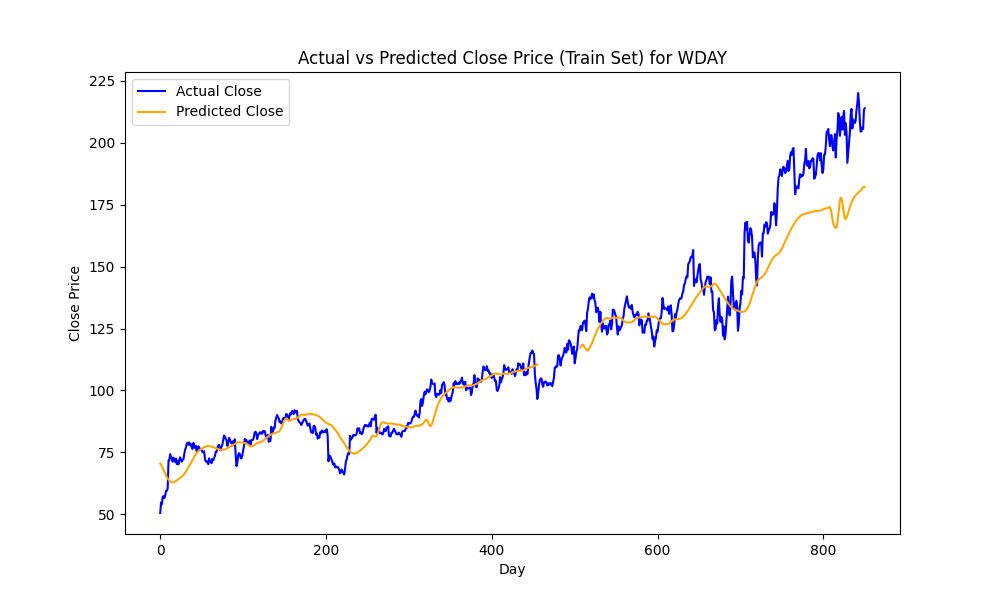 Actual vs Predicted Close Price (Train Set) for WDAY
Actual Close
Predicted Close
225
200
175
150
125
100
75
50
Close Price
0 200 400 600 800
Day